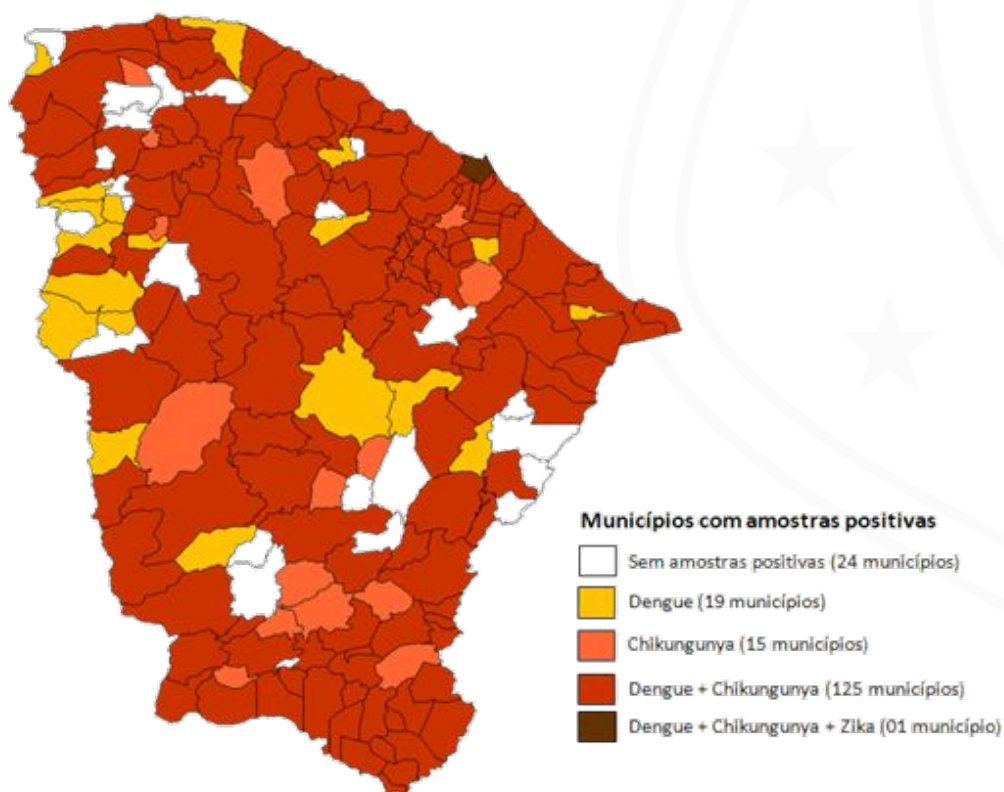 Municípios com amostras positivas
Sem amostras positivas (24 municípios)
Dengue (19 municípios)
Chikungunya (15 municípios)
Dengue + Chikungunya (125 municípios)
Dengue + Chikungunya + Zika (01 município)